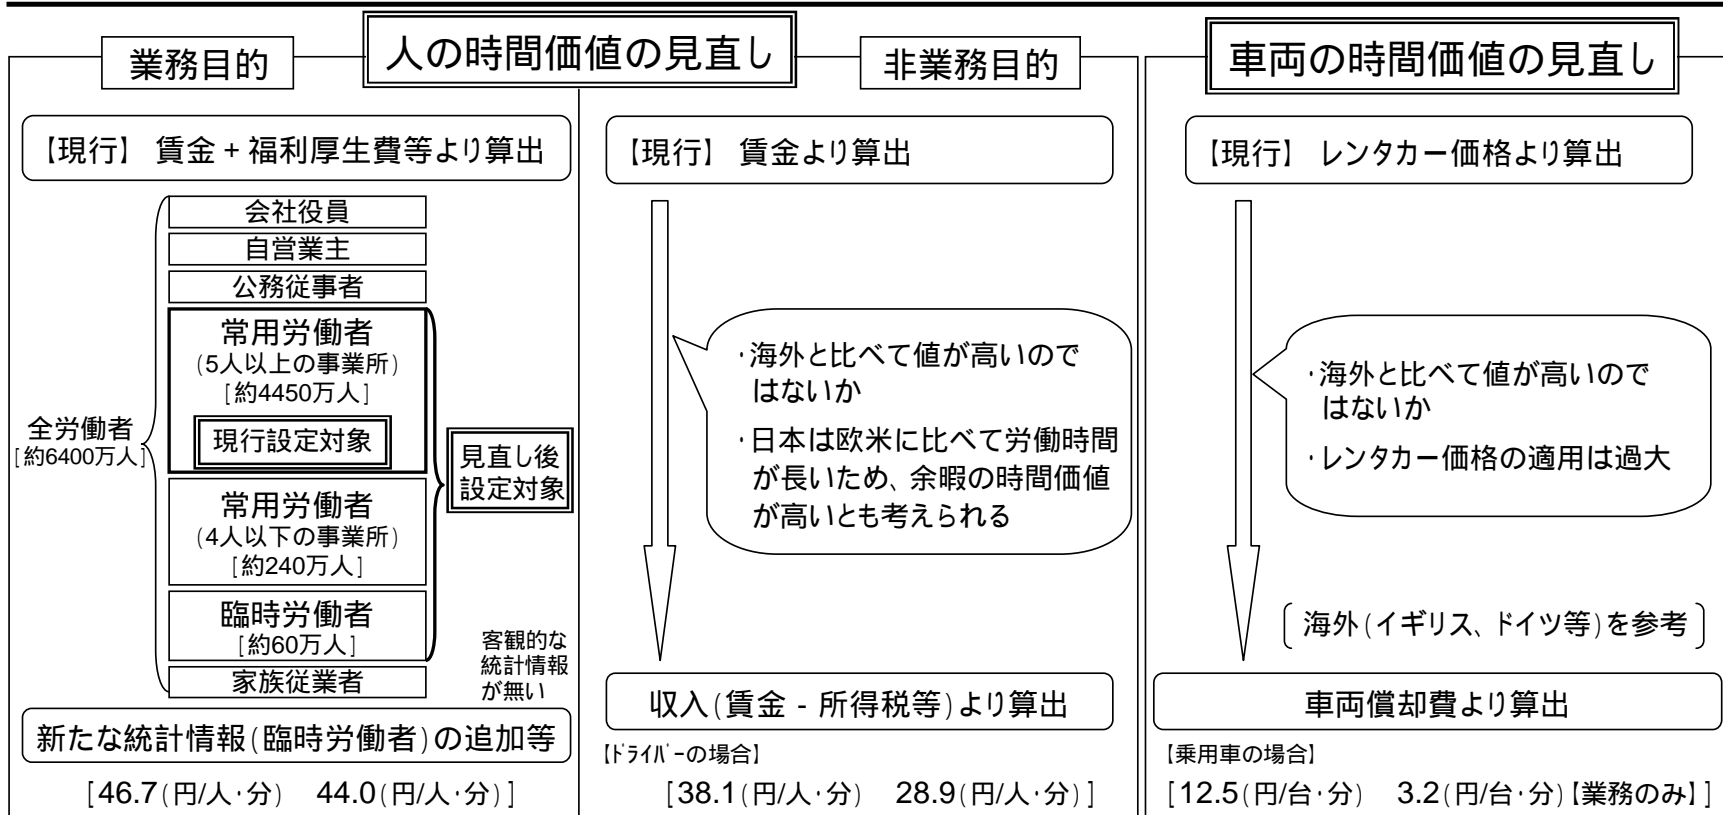 人の時間価値の見直し
業務目的
【現行】 賃金 + 福利厚生費等より算出
会社役員
自営業主
公務従事者
常用労働者
(5人以上の事業所)
[約4450万人]
現行設定対象
全労働者
[約6400万人]
見直し後
設定対象
常用労働者
(4人以下の事業所)
[約240万人]
臨時労働者
[約60万人]
家族従業者
客観的な
統計情報
が無い
新たな統計情報(臨時労働者)の追加等
[46.7(円/人・分) 44.0(円/人・分)]
非業務目的
【現行】 賃金より算出
・海外と比べて値が高いので
はないか
・日本は欧米に比べて労働時間
が長いため、余暇の時間価値
が高いとも考えられる
収入(賃金 - 所得税等)より算出
【ドライバーの場合】
[38.1(円/人・分) 28.9(円/人・分)]
車両の時間価値の見直し
【現行】 レンタカー価格より算出
・海外と比べて値が高いので
はないか
・レンタカー価格の適用は過大
〔海外(イギリス、ドイツ等)を参考〕
車両償却費より算出
【乗用車の場合】
[12.5(円/台・分) 3.2(円/台・分)【業務のみ】]